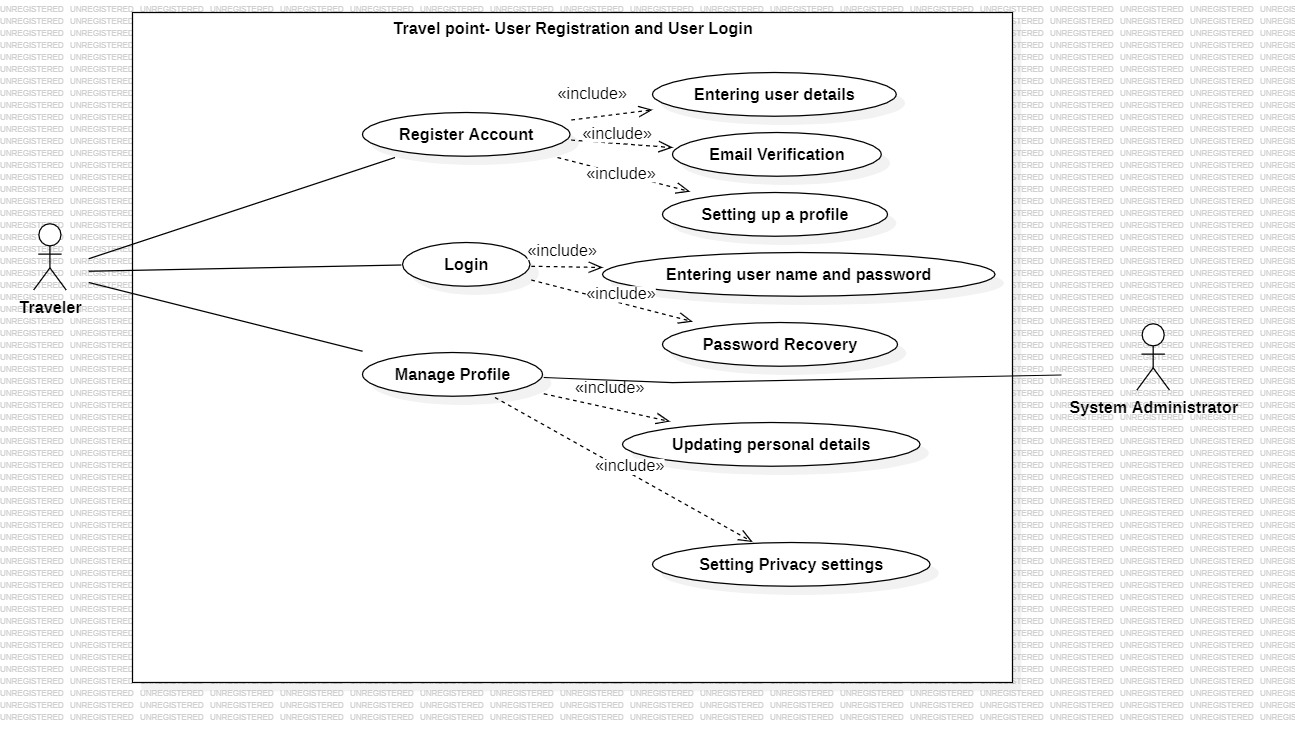 Travel point- User Registration and User Login
«include»
Entering user details
Register Account
«include»
Email Verification
«include»
Setting up a profile
Traveler
Login
«include»
Entering user name and password
«include»
Password Recovery
System Administrator
Manage Profile
«include»
Updating personal details
«include»
Setting Privacy settings
UNREGISTERED